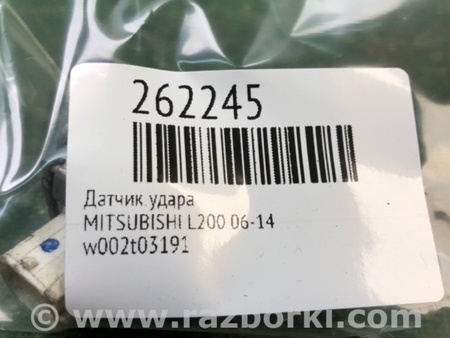 262245
Датчик удара
MITSUBISHI L200 06-14
w002t03191
© www.razborki.com